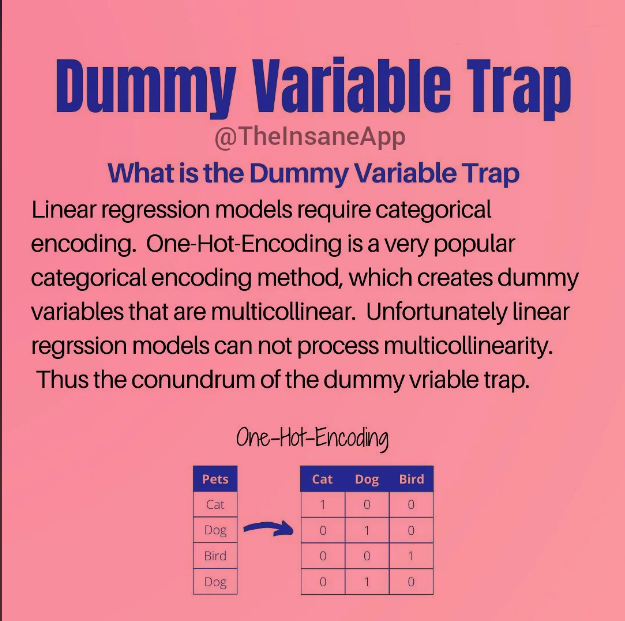 Dummy Variable Trap
@TheInsaneApp
What is the Dummy Variable Trap
Linear regression models require categorical
encoding. One-Hot-Encoding is a very popular
categorical encoding method, which creates dummy
variables that are multicollinear. Unfortunately linear
regrssion models can not process multicollinearity.
Thus the conundrum of the dummy vriable trap.
One-Hot-Encoding
Pets Cat Dog Bird
Cat 1 0 0
Dog 0 1 0
Bird 0 0 1
Dog 0 1 0